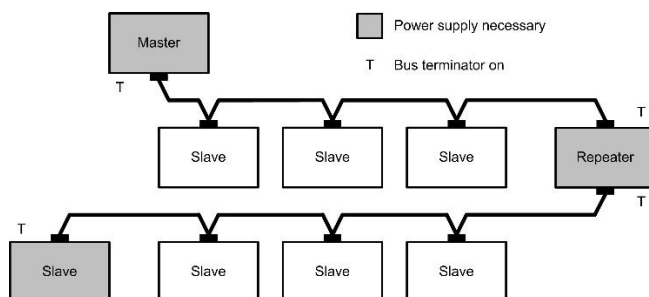 Power supply necessary
Master
T
T Bus terminator on
T
Slave Slave Slave Repeater
T
T
Slave Slave Slave Slave